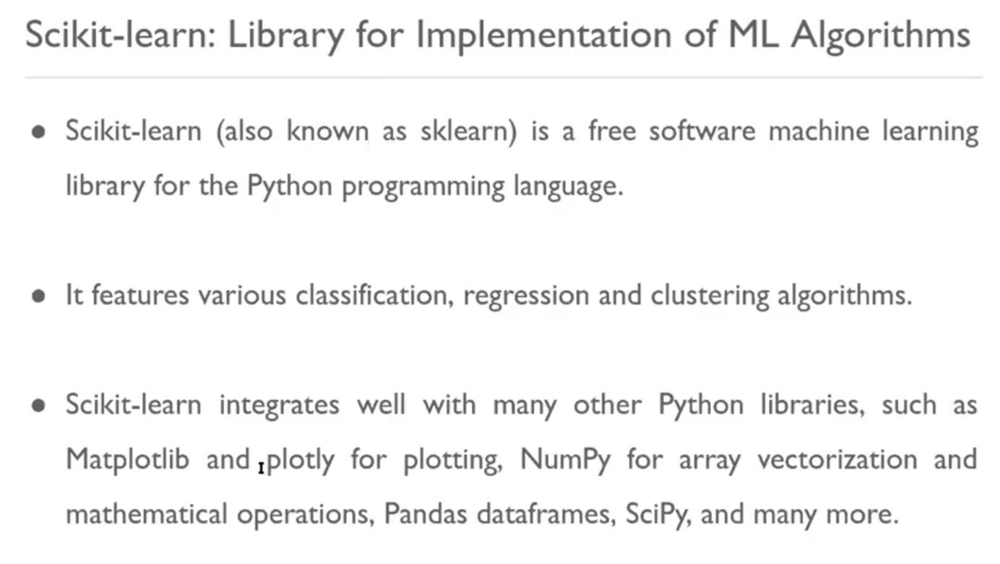 Scikit-learn: Library for Implementation of ML Algorithms
● Scikit-learn (also known as sklearn) is a free software machine learning
library for the Python programming language.
● It features various classification, regression and clustering algorithms.
● Scikit-learn integrates well with many other Python libraries, such as
Matplotlib and plotly for plotting, NumPy for array vectorization and
mathematical operations, Pandas dataframes, SciPy, and many more.